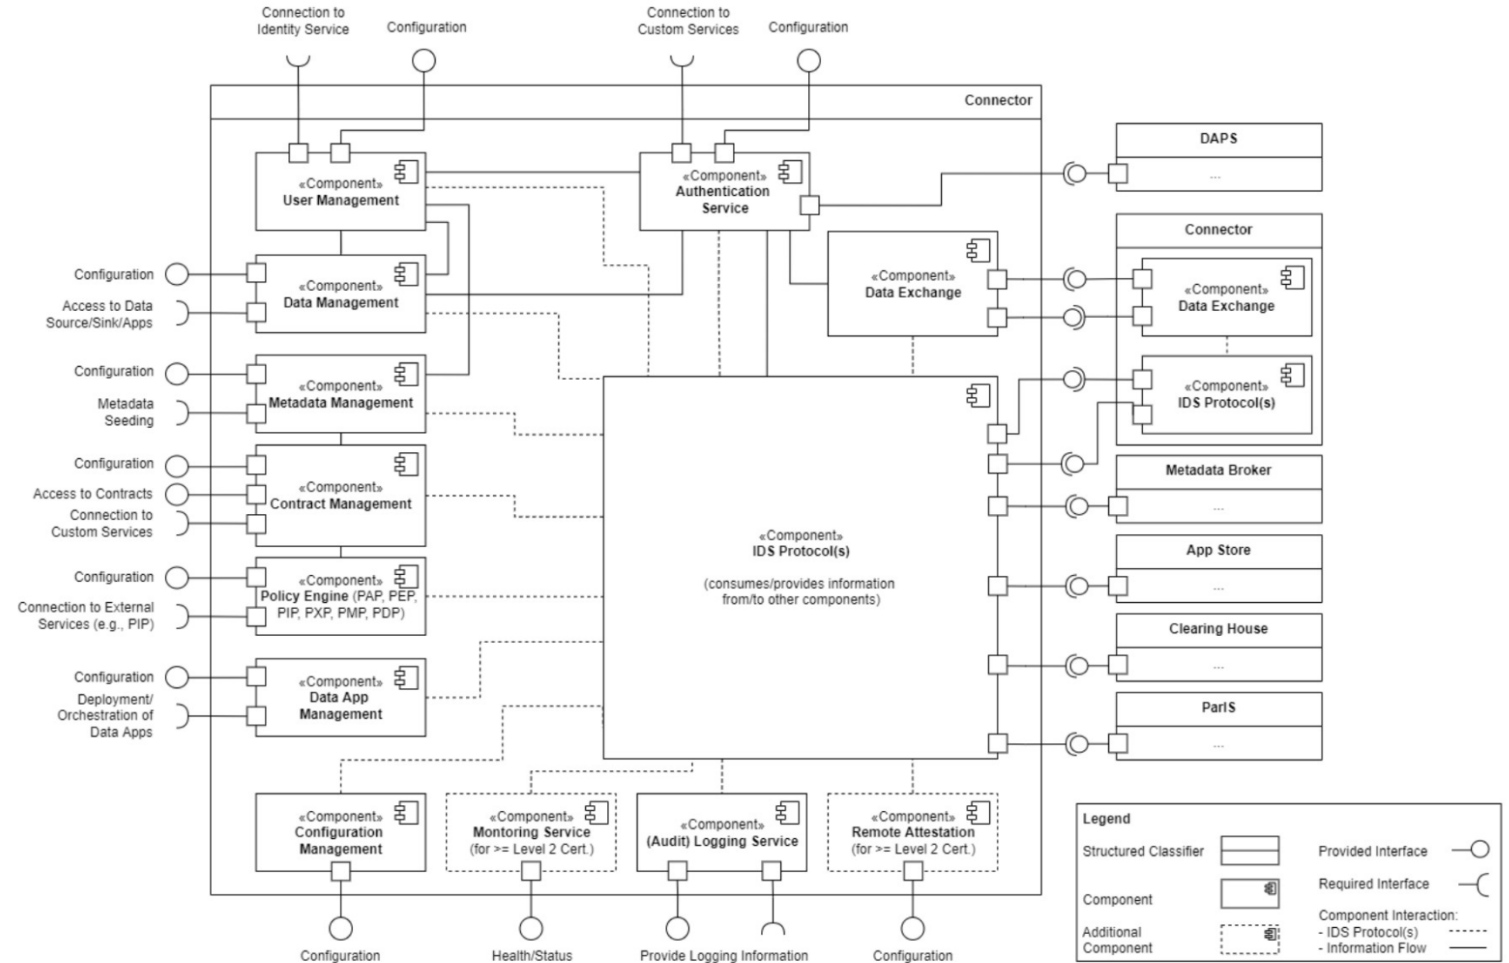 Connection to
Identity Service
Configuration
Connection to
Custom Services
Configuration
Connector
«Component»
User Management
«Component»
Authentication
Service
DAPS
...
Configuration
Access to Data
Source/Sink/Apps
«Component»
Data Management
«Component»
Data Exchange
Connector
«Component»
Data Exchange
«Component»
IDS Protocol(s)
Configuration
Metadata
Seeding
«Component»
Metadata Management
Configuration
Access to Contracts
Connection to
Custom Services
«Component»
Contract Management
«Component»
IDS Protocol(s)
(consumes/provides information
from/to other components)
Metadata Broker
...
App Store
...
Configuration
Connection to External
Services (e.g., PIP)
«Component»
Policy Engine (PAP, PEP,
PIP, PXP, PMP, PDP)
Clearing House
...
Configuration
Deployment/
Orchestration of
Data Apps
«Component»
Data App
Management
ParIS
...
«Component»
Configuration
Management
«Component»
Montoring Service
(for >= Level 2 Cert.)
«Component»
(Audit) Logging Service
«Component»
Remote Attestation
(for >= Level 2 Cert.)
Configuration
Health/Status
Provide Logging Information
Configuration
Legend
Structured Classifier
Component
Additional
Component
Provided Interface
Required Interface
Component Interaction:
- IDS Protocol(s)
- Information Flow